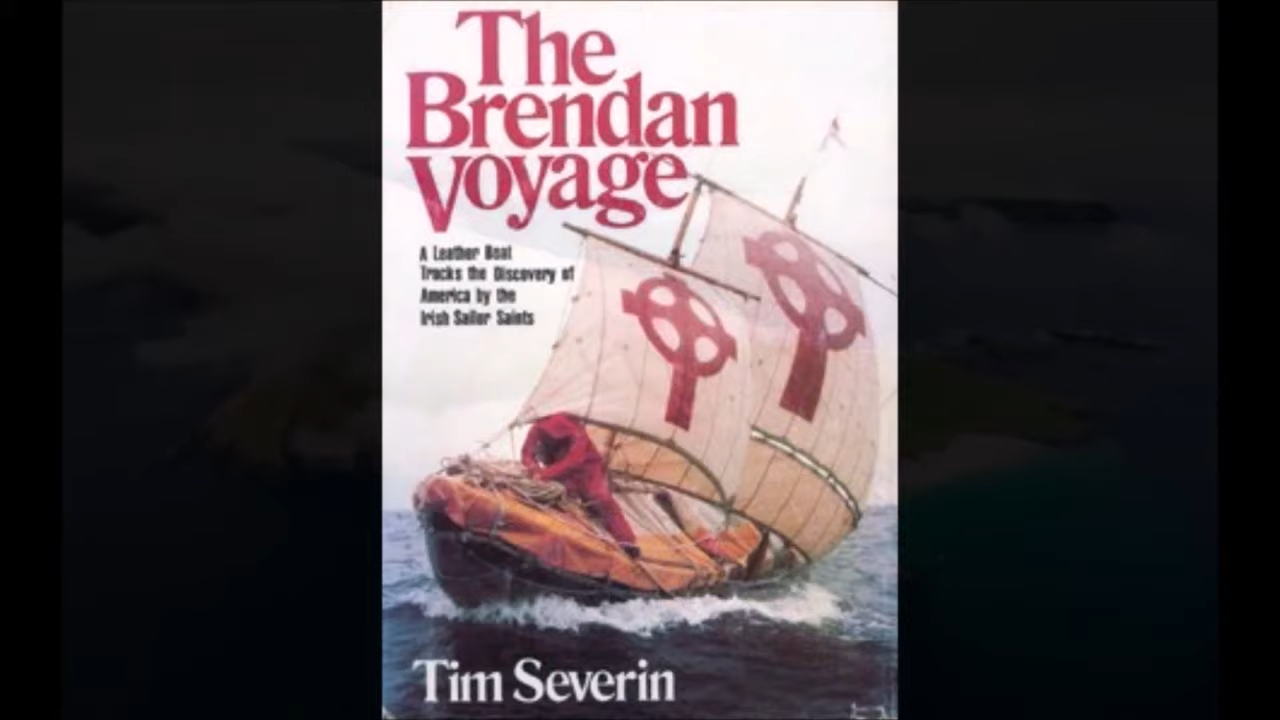 The
Brendan
Voyage
A Leather Boat
Tracks the Discovery of
America by the
Irish Sailor Saints
Tim Severin